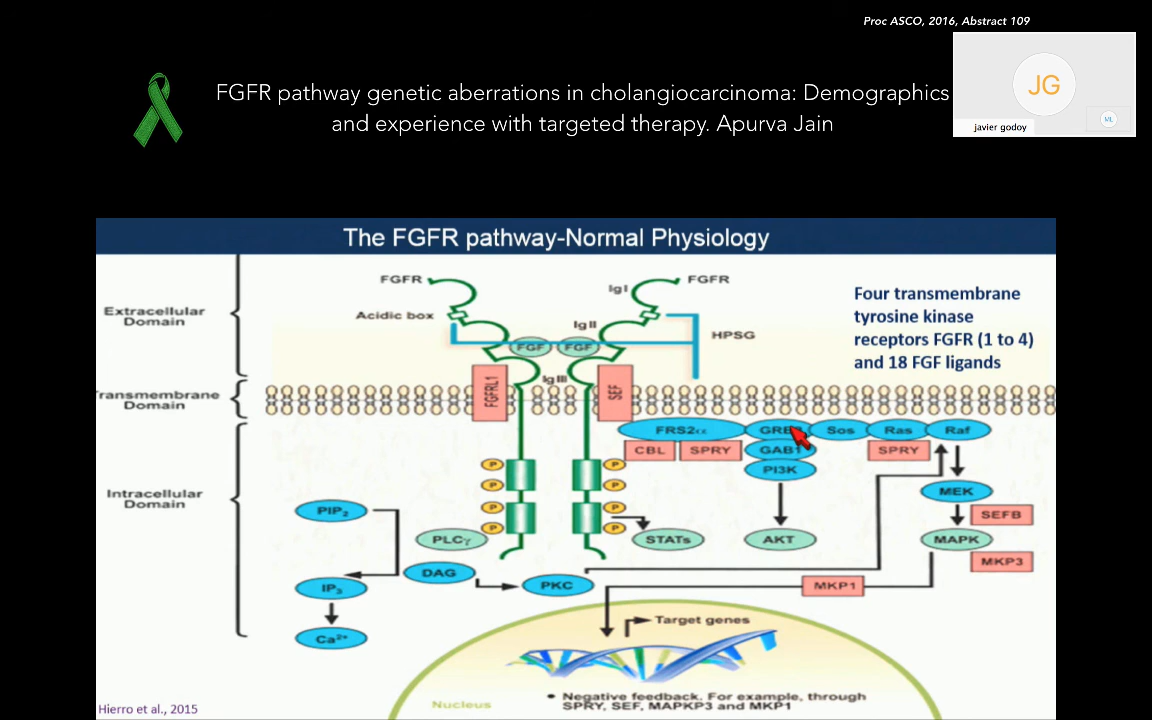 Proc ASCO, 2016, Abstract 109
JG
ML
javier godoy
FGFR pathway genetic aberrations in cholangiocarcinoma: Demographics
and experience with targeted therapy. Apurva Jain
The FGFR pathway-Normal Physiology
FGFR
FGFR
IgI
Extracellular
Domain
Acidic box
IgII
HPSG
FGF
FGF
Four transmembrane
tyrosine kinase
receptors FGFR (1 to 4)
and 18 FGF ligands
IgIII
FGFRL1
SEF
Domain
FRS2α
Sos
Ras
Raf
CBL
SPRY
GAB1
SPRY
PI3K
P
P
P
P
P
P
P
P
Intracellular
Domain
MEK
SEFB
PIP₂
PLCγ
STATs
AKT
MAPK
MKP3
DAG
PKC
MKP1
IP₃
Ca²⁺
Target genes
Nucleus
• Negative feedback. For example, through
SPRY, SEF, MAPKP3 and MKP1
Hierro et al., 2015